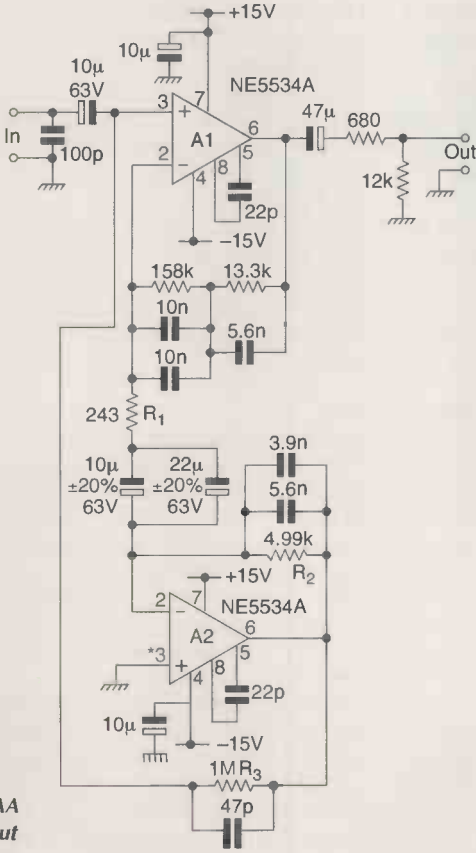 +15V
10µ
10µ
63V
NE5534A
47µ
7
3
+
6
680
In
A1
5
Out
100p
2
−
8
4
12k
22p
−15V
158k
13.3k
10n
5.6n
10n
243 R₁
3.9n
10µ
±20%
63V
22µ
±20%
63V
5.6n
4.99k
R₂
+15V
7
NE5534A
2
−
6
A2
5
*3
+
8
4
22p
10µ
−15V
1M R₃
47p
AA
ut